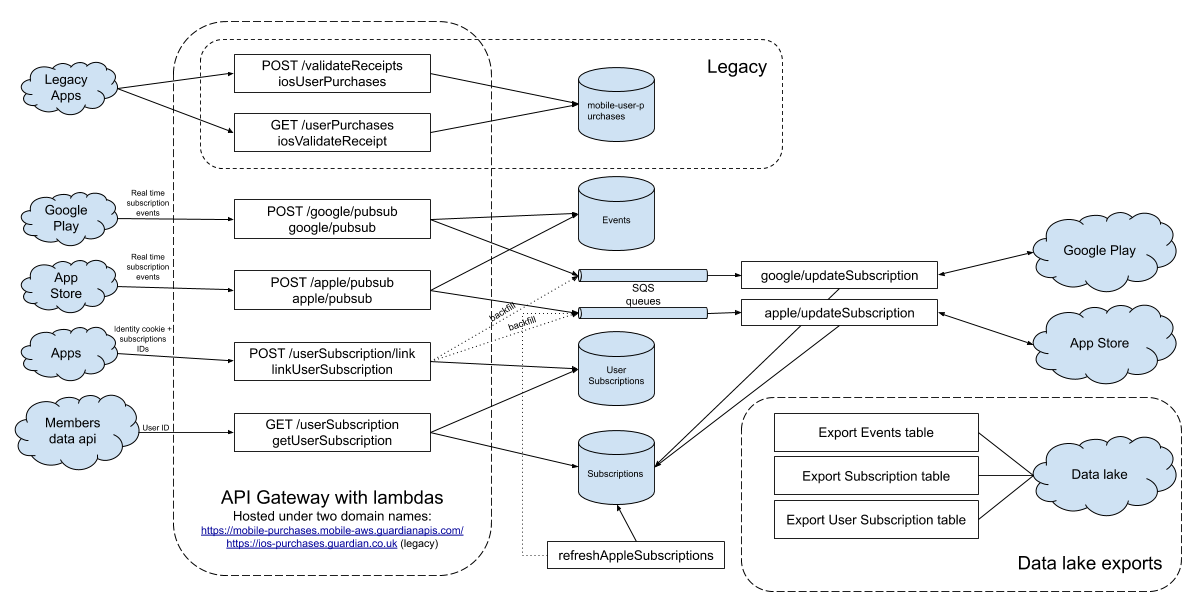 Legacy
Apps
POST /validateReceipts
iosUserPurchases
GET /userPurchases
iosValidateReceipt
mobile-user-p
urchases
Legacy
Google
Play
Real time
subscription
events
POST /google/pubsub
google/pubsub
Events
App
Store
Real time
subscription
events
POST /apple/pubsub
apple/pubsub
SQS
queues
google/updateSubscription
apple/updateSubscription
Google Play
App Store
backfill
backfill
Apps
Identity cookie +
subscriptions
IDs
POST /userSubscription/link
linkUserSubscription
User
Subscriptions
Members
data api
User ID
GET /userSubscription
getUserSubscription
Subscriptions
API Gateway with lambdas
Hosted under two domain names:
https://mobile-purchases.mobile-aws.guardianapis.com/
https://ios-purchases.guardian.co.uk (legacy)
refreshAppleSubscriptions
Export Events table
Export Subscription table
Export User Subscription table
Data lake
Data lake exports